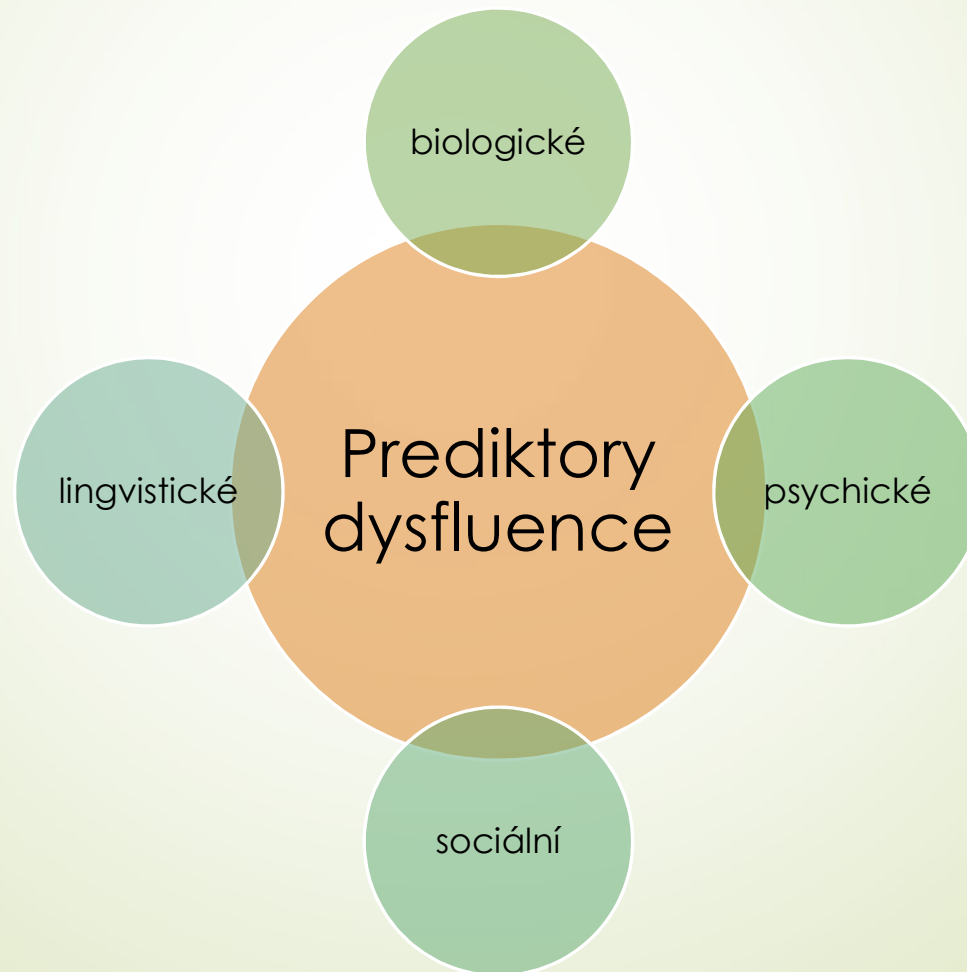 biologické
lingvistické
Prediktory
dysfluence
psychické
sociální